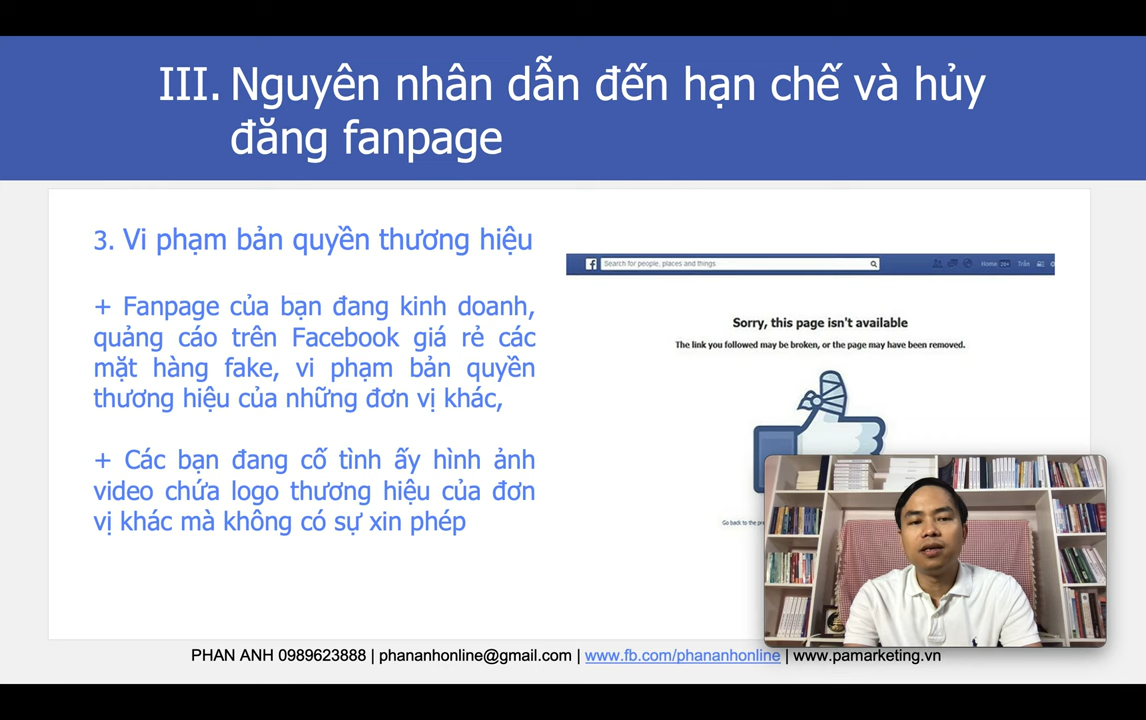 III. Nguyên nhân dẫn đến hạn chế và hủy
đăng fanpage
3. Vi phạm bản quyền thương hiệu
+ Fanpage của bạn đang kinh doanh,
quảng cáo trên Facebook giá rẻ các
mặt hàng fake, vi phạm bản quyền
thương hiệu của những đơn vị khác,
+ Các bạn đang cố tình ấy hình ảnh
video chứa logo thương hiệu của đơn
vị khác mà không có sự xin phép
Search for people, places and things
Home
Trần
Sorry, this page isn't available
The link you followed may be broken, or the page may have been removed.
Go back to the
PHAN ANH 0989623888 | phananhonline@gmail.com | www.fb.com/phananhonline | www.pamarketing.vn